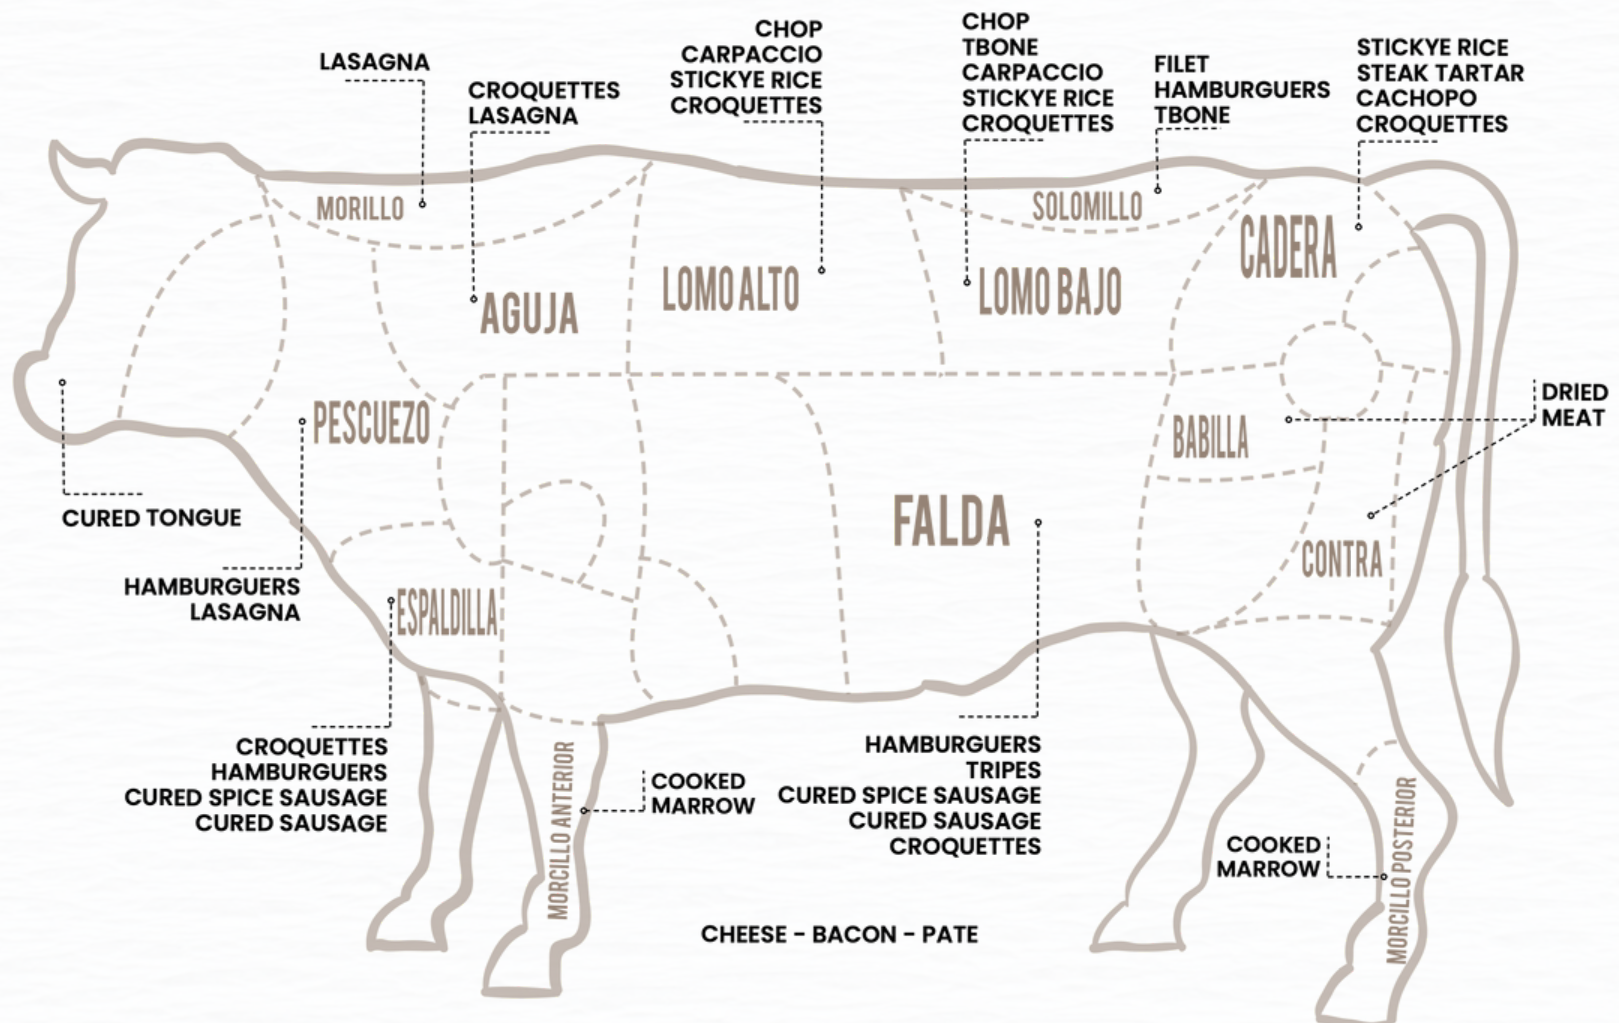 LASAGNA
CROQUETTES
LASAGNA
CHOP
CARPACCIO
STICKYE RICE
CROQUETTES
CHOP
TBONE
CARPACCIO
STICKYE RICE
CROQUETTES
FILET
HAMBURGUERS
TBONE
STICKYE RICE
STEAK TARTAR
CACHOPO
CROQUETTES
MORILLO
SOLOMILLO
CADERA
AGUJA
LOMO ALTO
LOMO BAJO
PESCUEZO
BABILLA
DRIED
MEAT
CURED TONGUE
FALDA
CONTRA
HAMBURGUERS
LASAGNA
ESPALDILLA
CROQUETTES
HAMBURGUERS
CURED SPICE SAUSAGE
CURED SAUSAGE
MORCILLO ANTERIOR
COOKED
MARROW
HAMBURGUERS
TRIPES
CURED SPICE SAUSAGE
CURED SAUSAGE
CROQUETTES
COOKED
MARROW
MORCILLO POSTERIOR
CHEESE - BACON - PATE